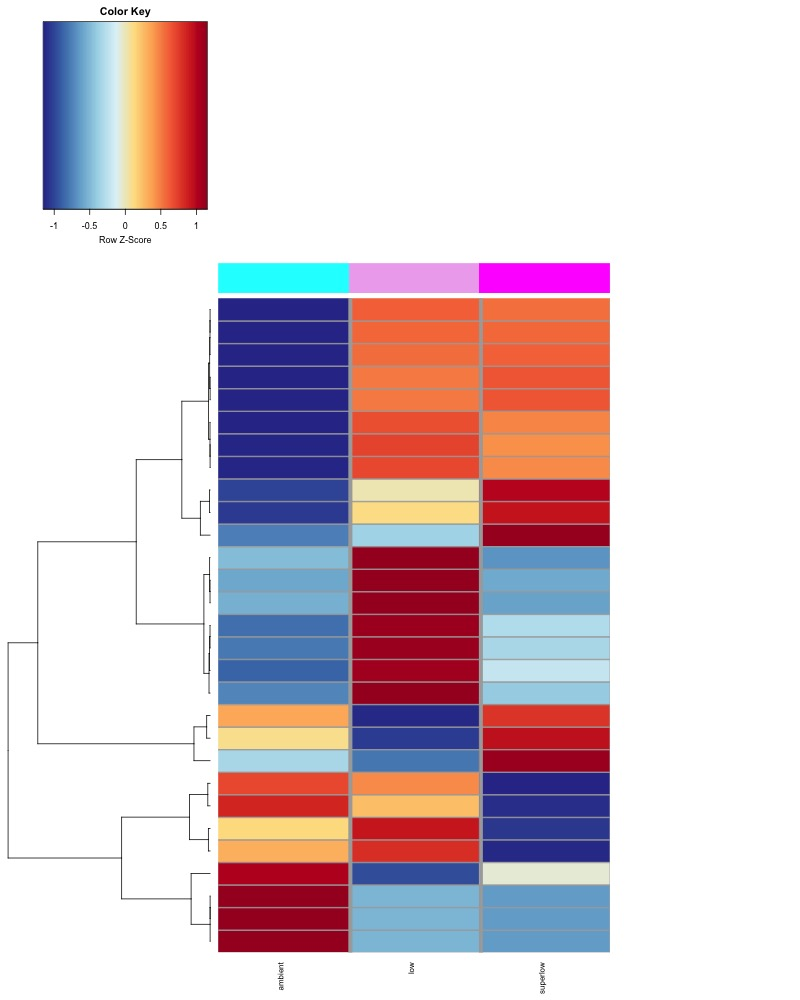 Color Key
-1 -0.5 0 0.5 1
Row Z-Score
ambient
low
superlow